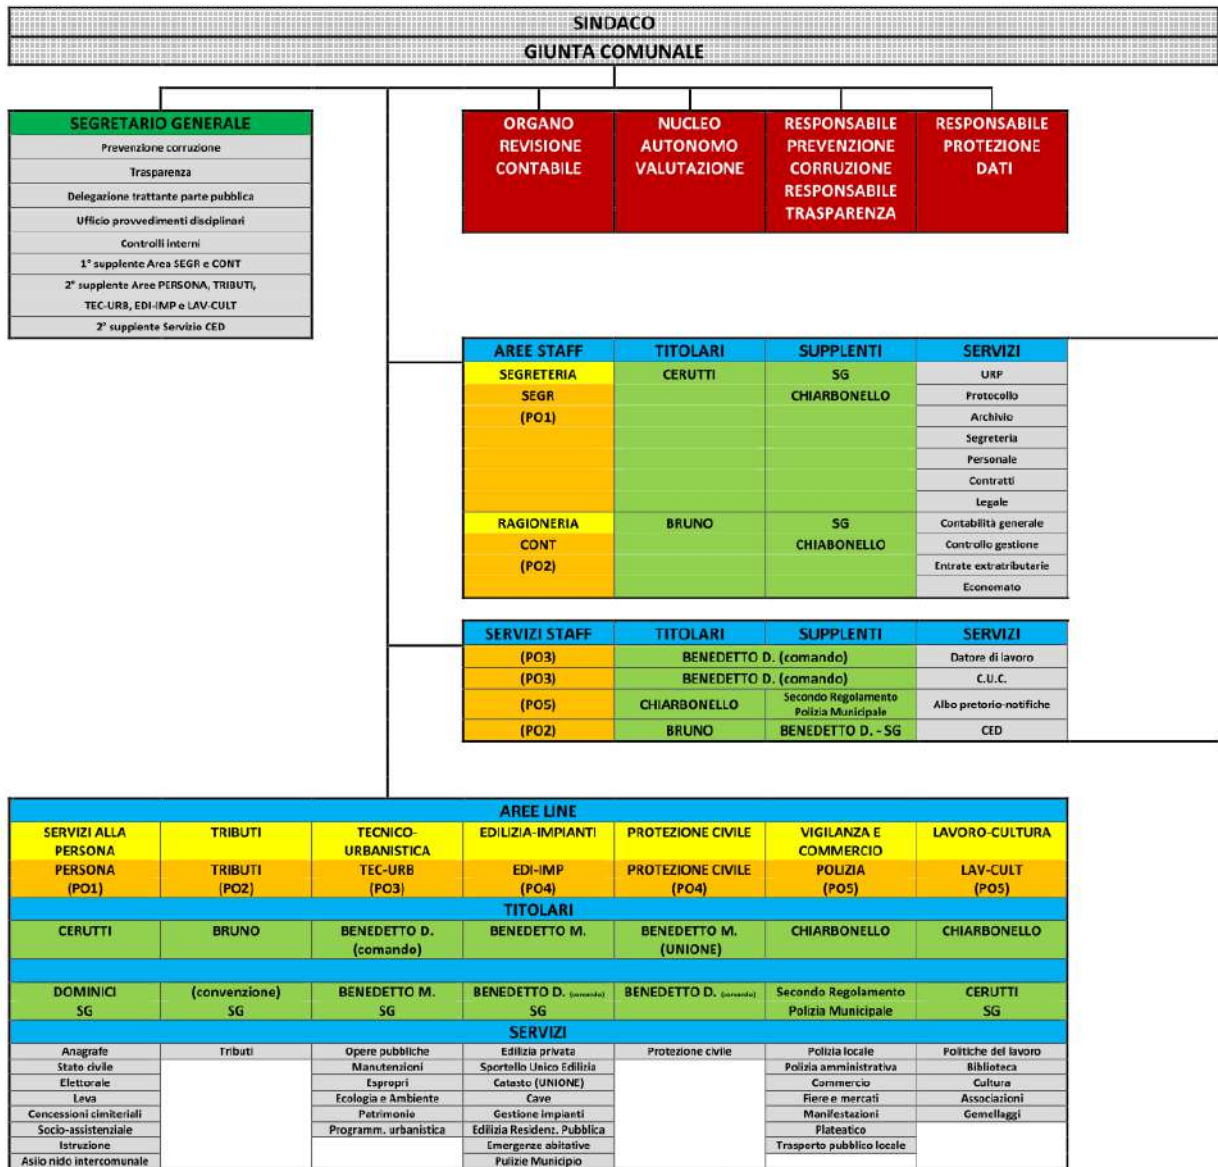 SINDACO
GIUNTA COMUNALE
SEGRETARIO GENERALE
Prevenzione corruzione
Trasparenza
Delegazione trattante parte pubblica
Ufficio provvedimenti disciplinari
Controlli interni
1° supplente Area SEGR e CONT
2° supplente Aree PERSONA, TRIBUTI,
TEC-URB, EDI-IMP e LAV-CULT
2° supplente Servizio CED
ORGANO
REVISIONE
CONTABILE
NUCLEO
AUTONOMO
VALUTAZIONE
RESPONSABILE
PREVENZIONE
CORRUZIONE
RESPONSABILE
TRASPARENZA
RESPONSABILE
PROTEZIONE
DATI
AREE STAFF TITOLARI SUPPLENTI SERVIZI
SEGRETERIA CERUTTI SG URP
SEGR CHIARBONELLO Protocollo
(PO1) Archivio
Segreteria
Personale
Contratti
Legale
RAGIONERIA BRUNO SG Contabilità generale
CONT CHIABONELLO Controllo gestione
(PO2) Entrate extratributarie
Economato
SERVIZI STAFF TITOLARI SUPPLENTI SERVIZI
(PO3) BENEDETTO D. (comando) Datore di lavoro
(PO3) BENEDETTO D. (comando) C.U.C.
(PO5) CHIARBONELLO Secondo Regolamento Polizia Municipale Albo pretorio-notifiche
(PO2) BRUNO BENEDETTO D. - SG CED
AREE LINE
SERVIZI ALLA PERSONA TRIBUTI TECNICO-URBANISTICA EDILIZIA-IMPIANTI PROTEZIONE CIVILE VIGILANZA E COMMERCIO LAVORO-CULTURA
PERSONA TRIBUTI TEC-URB EDI-IMP PROTEZIONE CIVILE POLIZIA LAV-CULT
(PO1) (PO2) (PO3) (PO4) (PO4) (PO5) (PO5)
TITOLARI
CERUTTI BRUNO BENEDETTO D. (comando) BENEDETTO M. BENEDETTO M. (UNIONE) CHIARBONELLO CHIARBONELLO
DOMINICI (convenzione) BENEDETTO M. BENEDETTO D. (comando) BENEDETTO D. (comando) Secondo Regolamento CERUTTI
SG SG SG SG Polizia Municipale SG
SERVIZI
Anagrafe Tributi Opere pubbliche Edilizia privata Protezione civile Polizia locale Politiche del lavoro
Stato civile Manutenzioni Sportello Unico Edilizia Polizia amministrativa Biblioteca
Elettorale Espropri Catasto (UNIONE) Commercio Cultura
Leva Ecologia e Ambiente Cave Fiere e mercati Associazioni
Concessioni cimiteriali Patrimonio Gestione impianti Manifestazioni Gemellaggi
Socio-assistenziale Programm. urbanistica Edilizia Residenz. Pubblica Plateatico
Istruzione Emergenze abitative Trasporto pubblico locale
Asilo nido intercomunale Pulizie Municipio